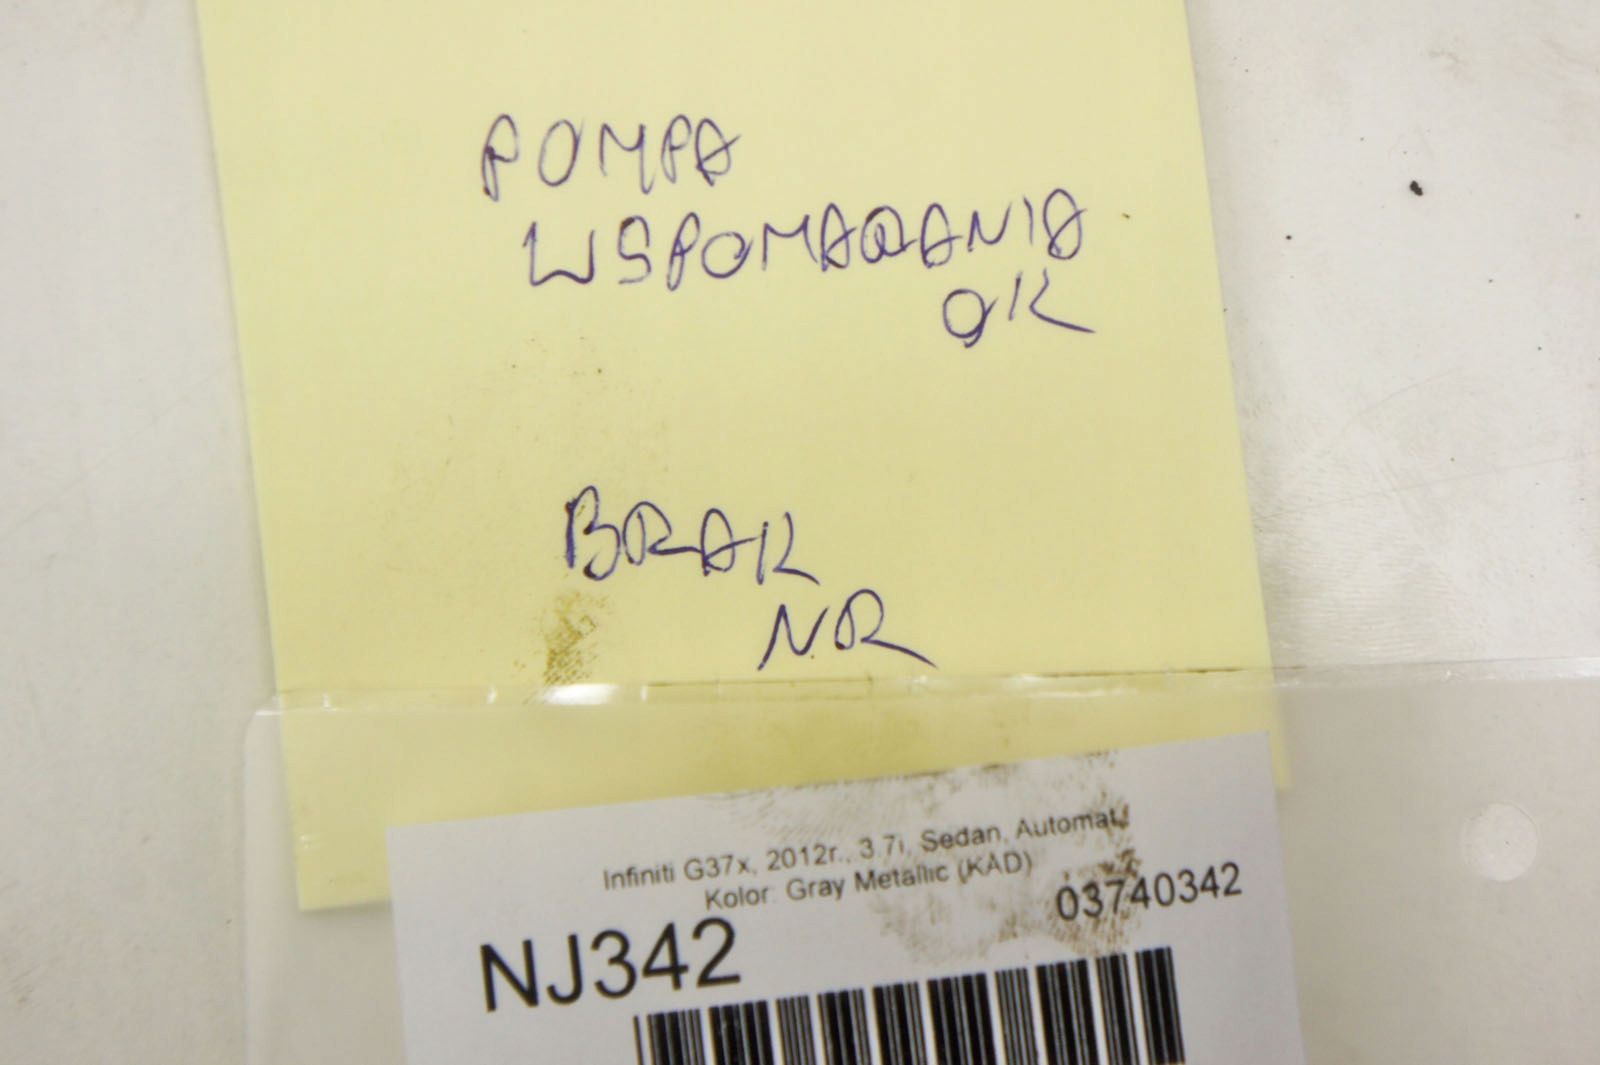 POMPA
WSPOMAGANIA
OK
BRAK
NR
Infiniti G37x, 2012r., 3.7i, Sedan, Automat
Kolor: Gray Metallic (KAD)
03740342
NJ342